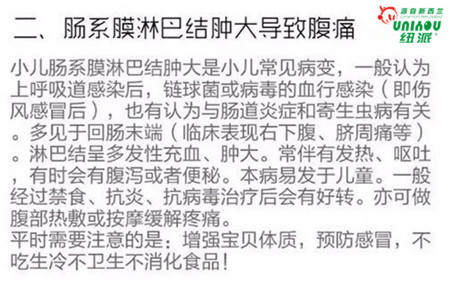 源自新西兰
UNIHOU
纽派
二、肠系膜淋巴结肿大导致腹痛
小儿肠系膜淋巴结肿大是小儿常见病变，一般认为
上呼吸道感染后，链球菌或病毒的血行感染（即伤
风感冒后），也有认为与肠道炎症和寄生虫病有关
。多见于回肠末端（临床表现右下腹、脐周痛等）
。淋巴结呈多发性充血、肿大。常伴有发热、呕吐
，有时会有腹泻或者便秘。本病易发于儿童。一般
经过禁食、抗炎、抗病毒治疗后会有好转。亦可做
腹部热敷或按摩缓解疼痛。
平时需要注意的是：增强宝贝体质，预防感冒，不
吃生冷不卫生不消化食品！